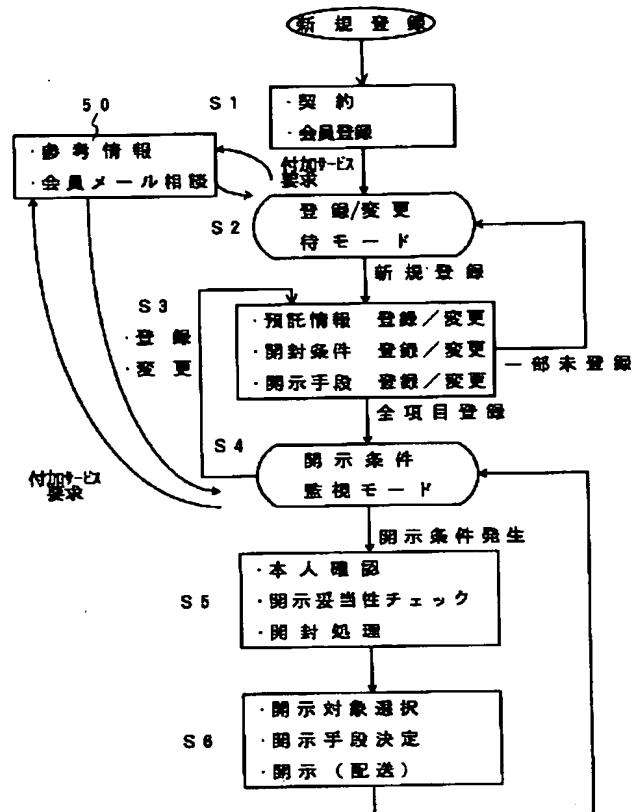 新規登録
50
S1
・契約
・会員登録
・参考情報
・会員メール相談
付加サービス
要求
S2
登録/変更
待モード
新規登録
S3
・登録
・変更
・預託情報 登録/変更
・開封条件 登録/変更
・開示手段 登録/変更
一部未登録
全項目登録
S4
開示条件
監視モード
付加サービス
要求
開示条件発生
S5
・本人確認
・開示妥当性チェック
・開封処理
S6
・開示対象選択
・開示手段決定
・開示(配送)